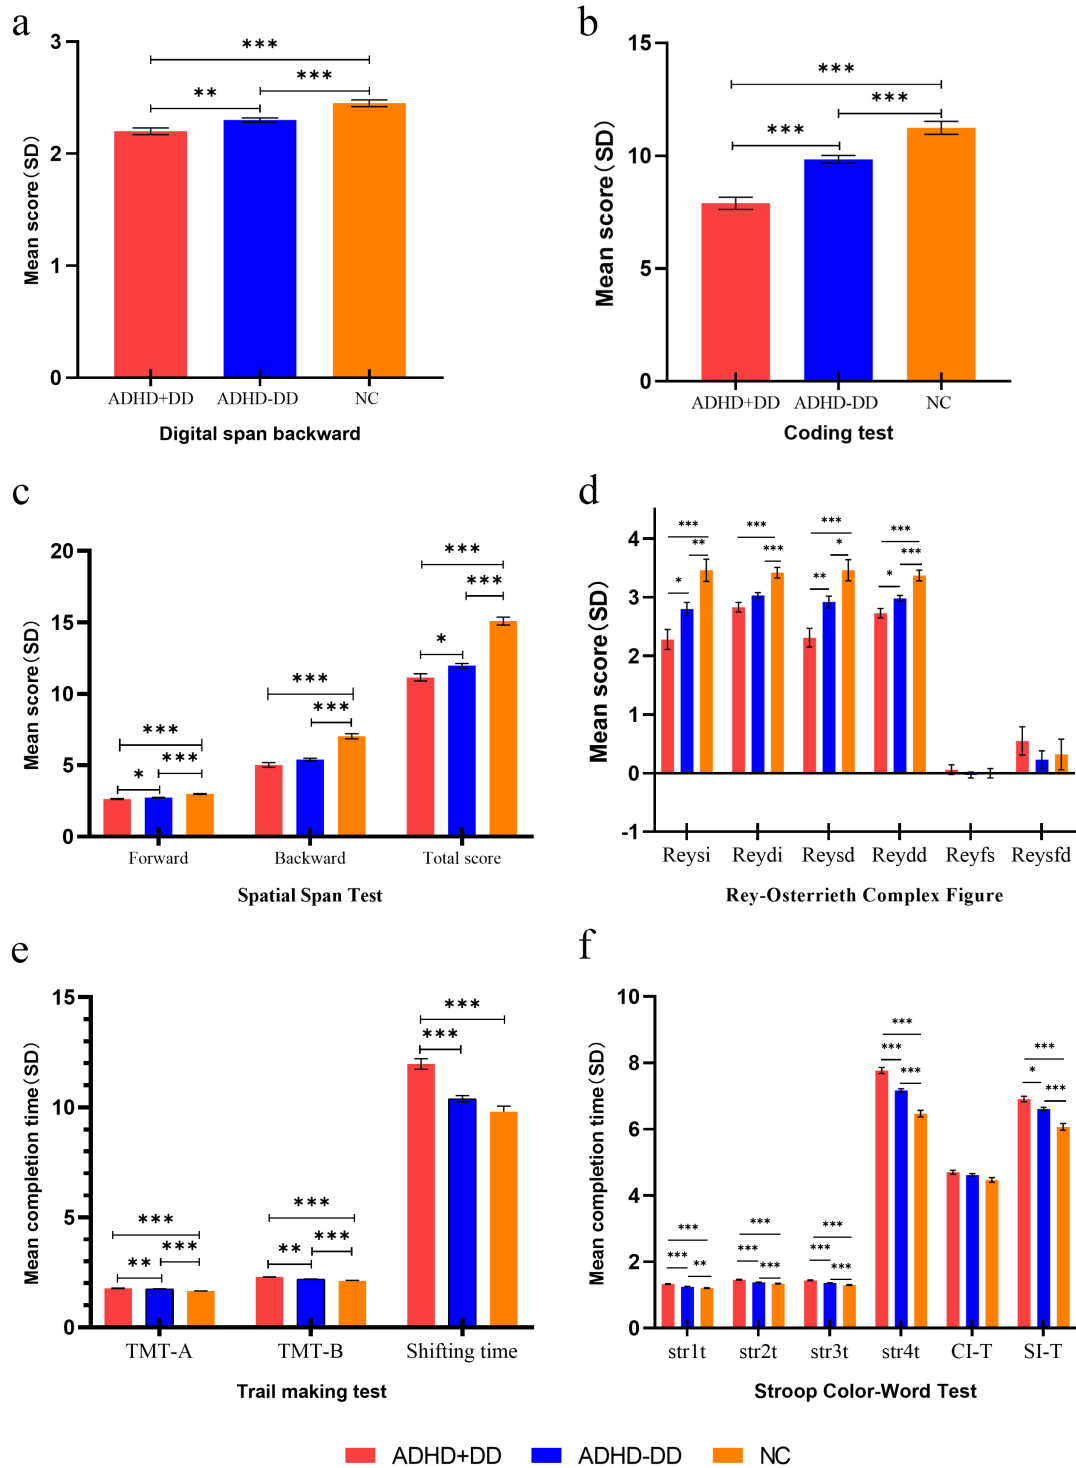 a
3
2
1
0
Mean score(SD)
***
**
***
ADHD+DD
ADHD-DD
NC
Digital span backward
b
15
10
5
0
Mean score(SD)
***
***
***
ADHD+DD
ADHD-DD
NC
Coding test
c
20
15
10
5
0
Mean score(SD)
***
***
*
***
***
***
***
*
Forward
Backward
Total score
Spatial Span Test
d
4
3
2
1
0
-1
Mean score(SD)
***
**
*
***
***
***
*
**
***
***
*
Reysi
Reydi
Reysd
Reydd
Reyfs
Reysfd
Rey-Osterrieth Complex Figure
e
15
10
5
0
Mean completion time(SD)
***
***
**
***
***
**
***
***
TMT-A
TMT-B
Shifting time
Trail making test
f
10
8
6
4
2
0
Mean completion time(SD)
***
***
**
***
***
***
***
***
***
***
***
***
***
*
***
str1t
str2t
str3t
str4t
CI-T
SI-T
Stroop Color-Word Test
ADHD+DD
ADHD-DD
NC